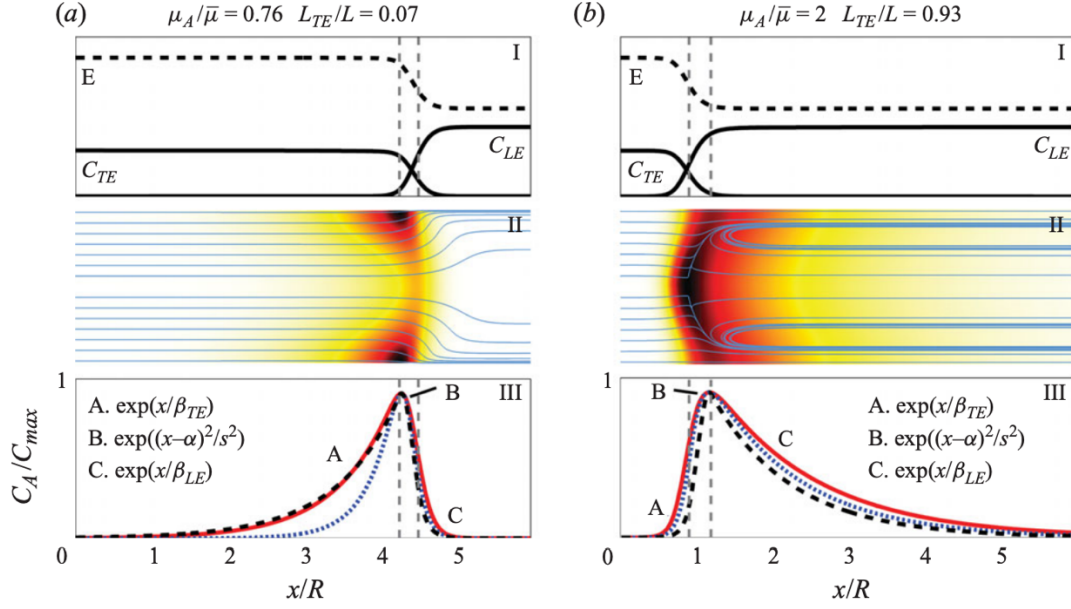 (a) μ_A/μ̄ = 0.76 L_TE/L = 0.07
I
E
C_LE
C_TE
II
1
III
A. exp(x/β_TE)
B. exp((x–α)²/s²)
C. exp(x/β_LE)
A
B
C
C_A/C_max
0
0 1 2 3 4 5
x/R
(b) μ_A/μ̄ = 2 L_TE/L = 0.93
I
E
C_LE
C_TE
II
1
III
A. exp(x/β_TE)
B. exp((x–α)²/s²)
C. exp(x/β_LE)
B
C
A
0
0 1 2 3 4 5
x/R